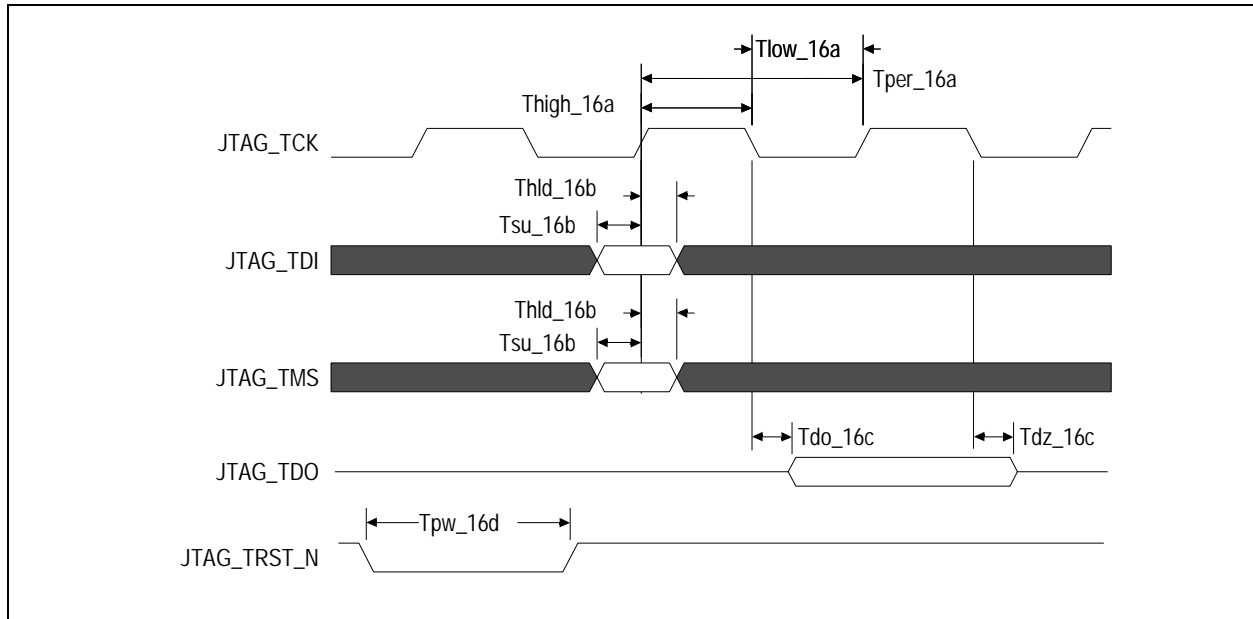 Tlow_16a
Tper_16a
Thigh_16a
JTAG_TCK
Thld_16b
Tsu_16b
JTAG_TDI
Thld_16b
Tsu_16b
JTAG_TMS
Tdo_16c
Tdz_16c
JTAG_TDO
Tpw_16d
JTAG_TRST_N